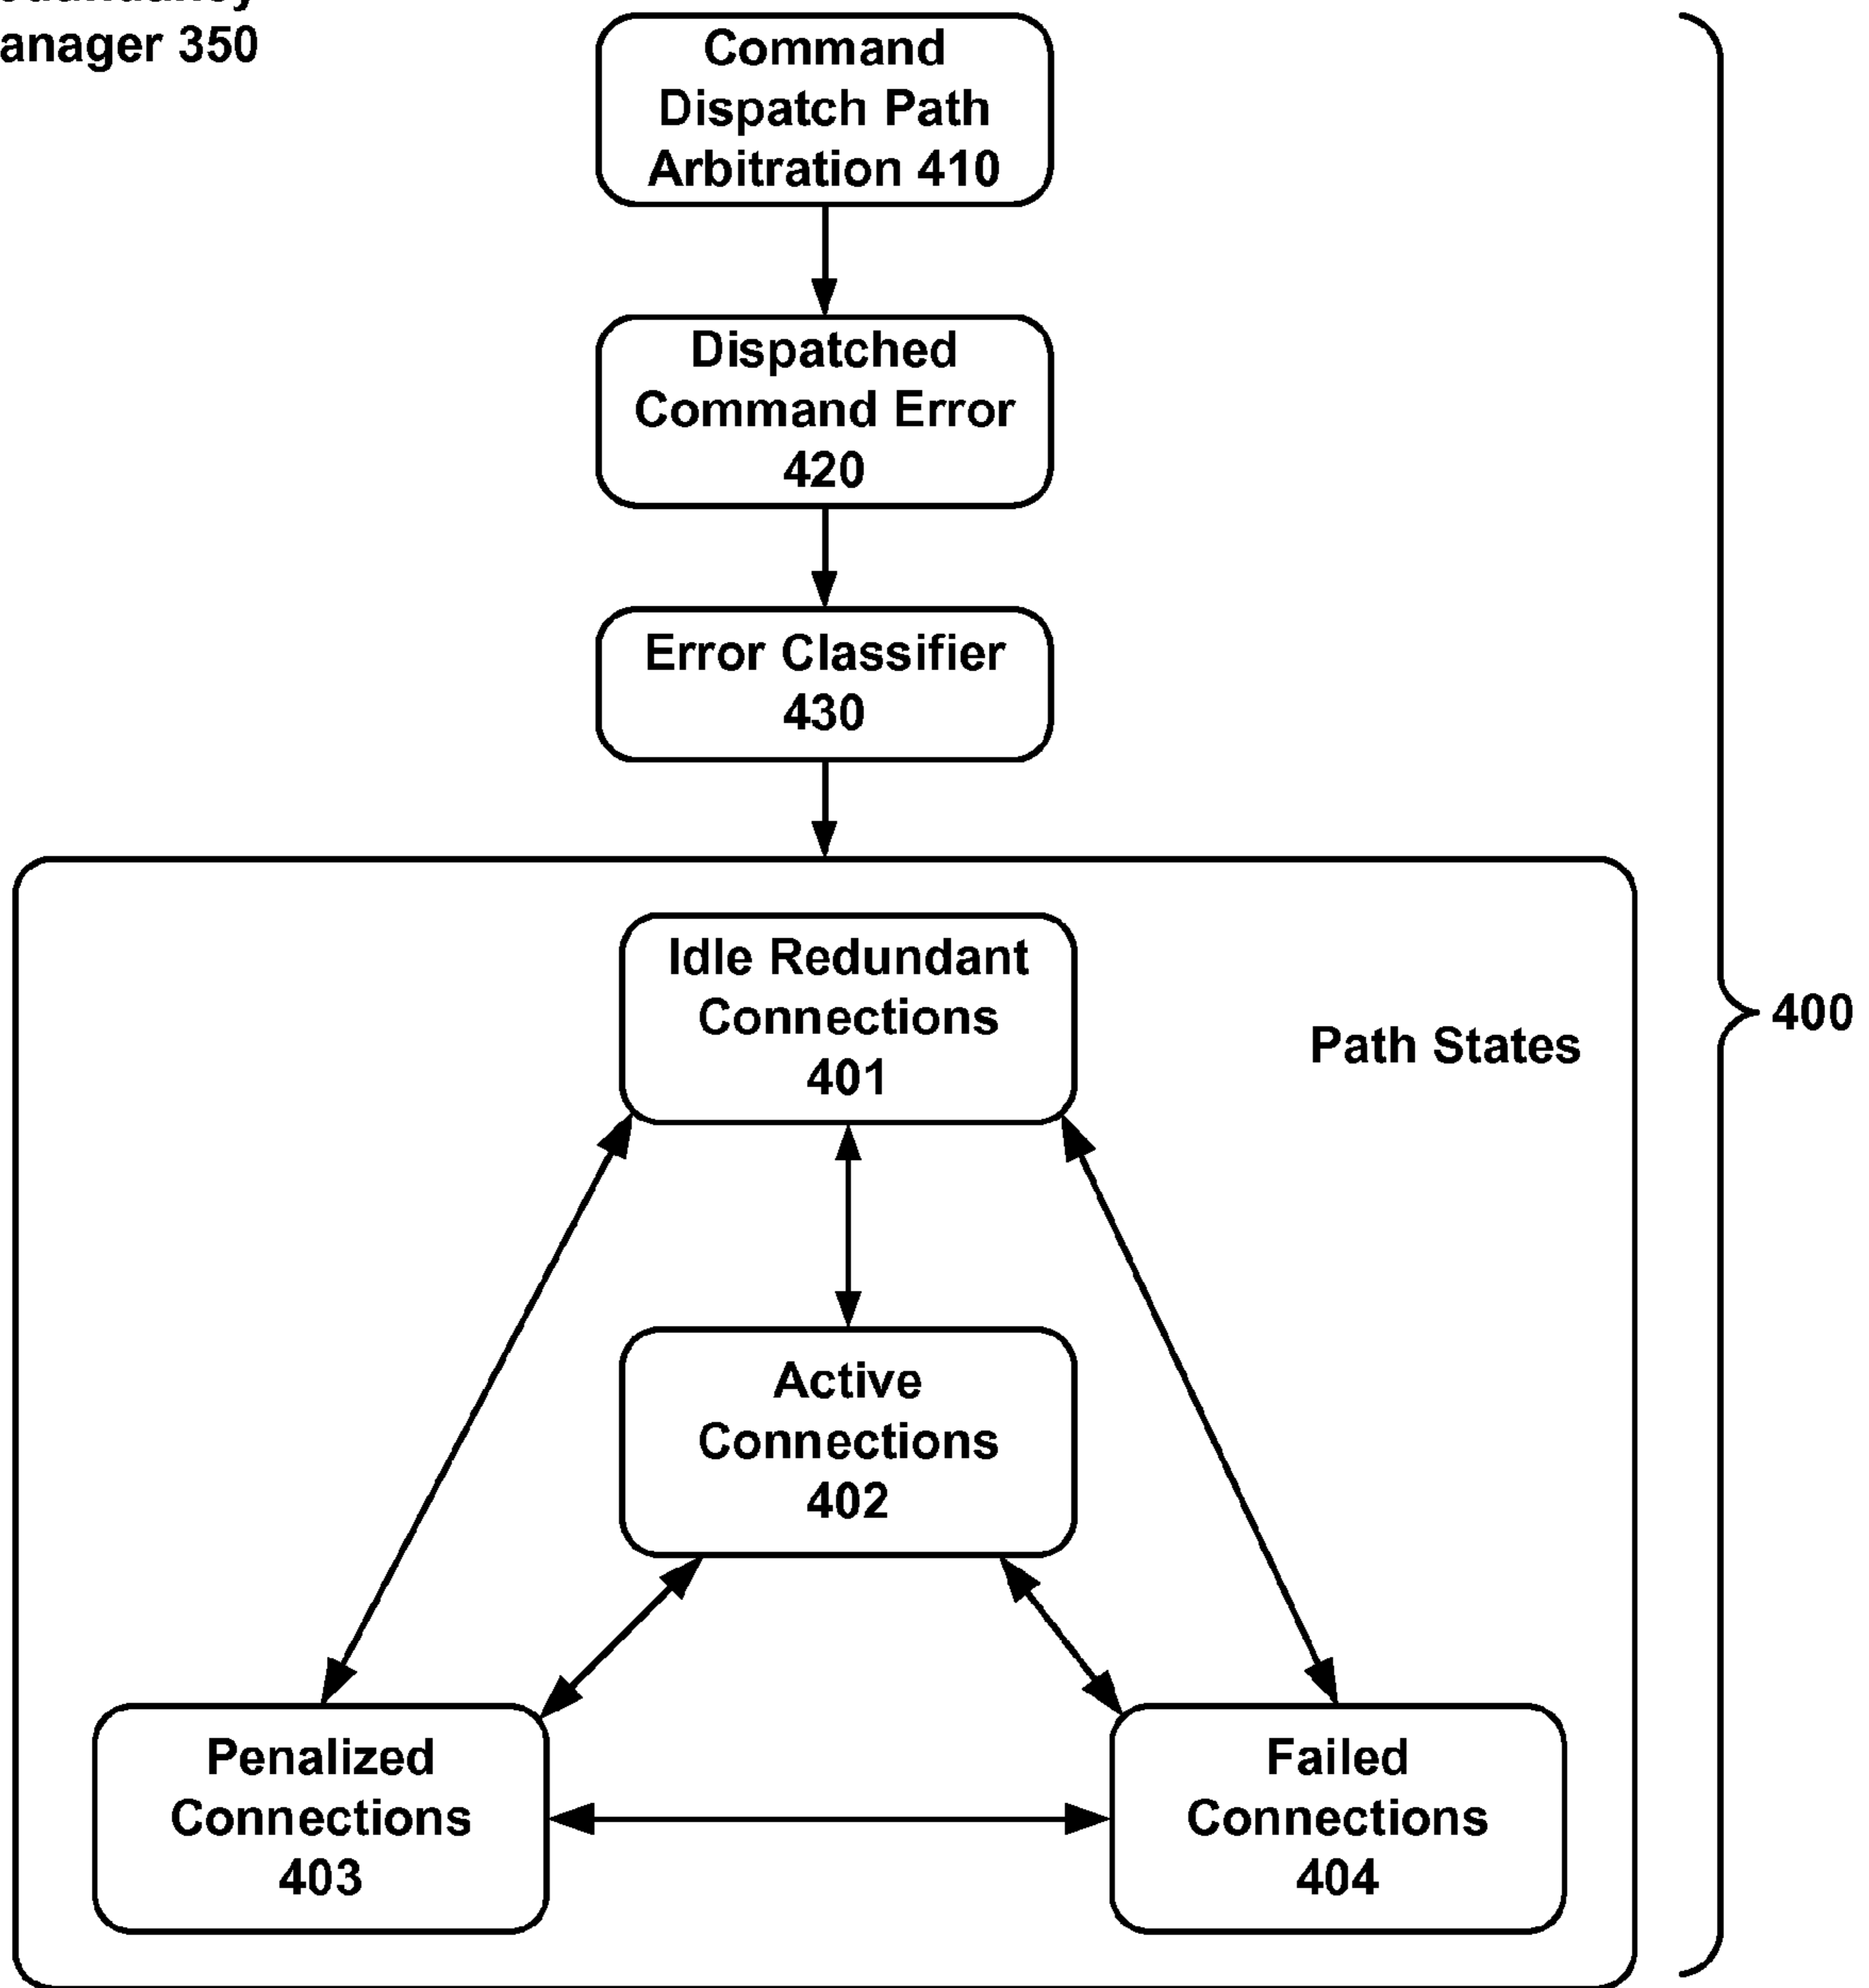 anager 350
Command
Dispatch Path
Arbitration 410
Dispatched
Command Error
420
Error Classifier
430
Idle Redundant
Connections
401
Path States
400
Active
Connections
402
Penalized
Connections
403
Failed
Connections
404